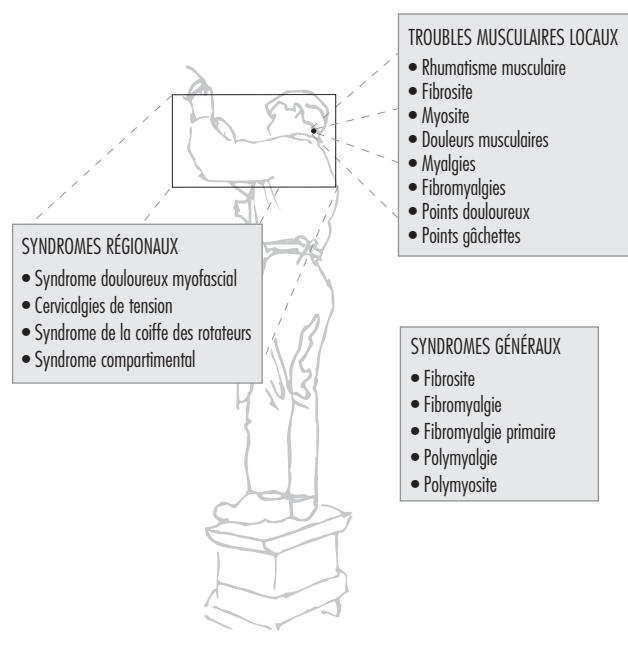 TROUBLES MUSCULAIRES LOCAUX
• Rhumatisme musculaire
• Fibrosite
• Myosite
• Douleurs musculaires
• Myalgies
• Fibromyalgies
• Points douloureux
• Points gâchettes
SYNDROMES RÉGIONAUX
• Syndrome douloureux myofascial
• Cervicalgies de tension
• Syndrome de la coiffe des rotateurs
• Syndrome compartimental
SYNDROMES GÉNÉRAUX
• Fibrosite
• Fibromyalgie
• Fibromyalgie primaire
• Polymyalgie
• Polymyosite